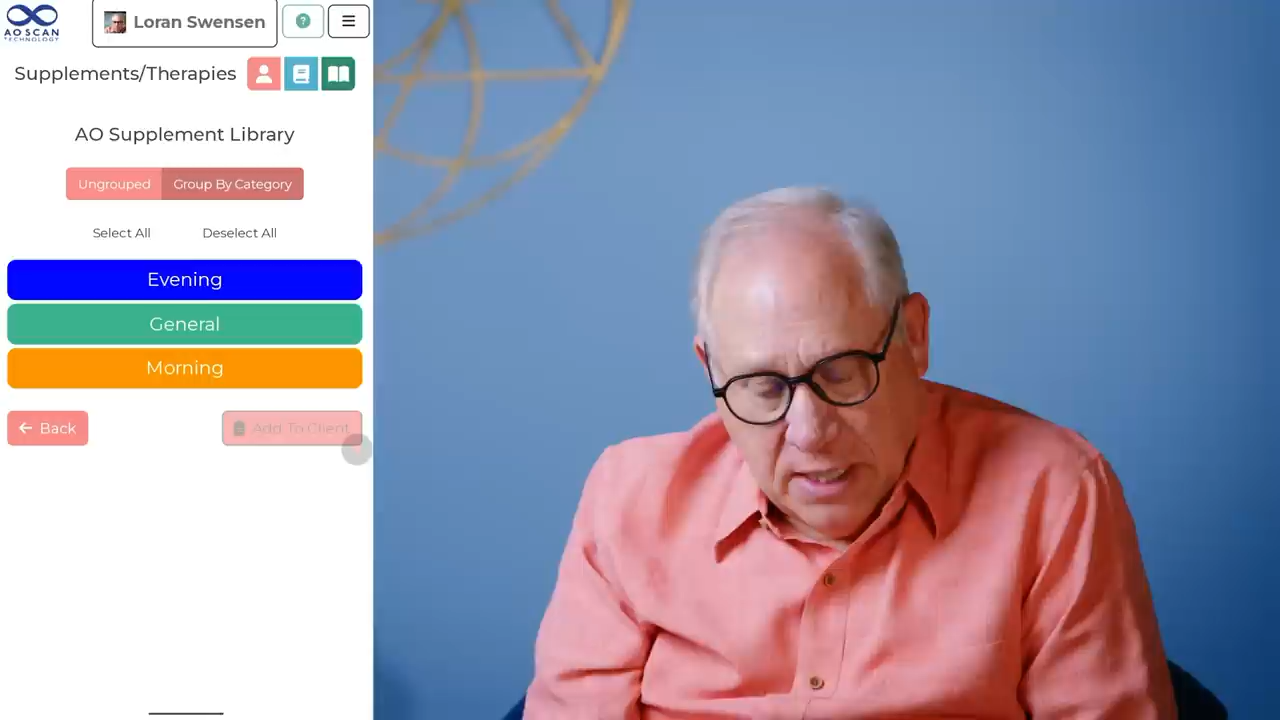 AO SCAN
TECHNOLOGY
Loran Swensen
?
Supplements/Therapies
AO Supplement Library
Ungrouped
Group By Category
Select All
Deselect All
Evening
General
Morning
Back
Add To Client